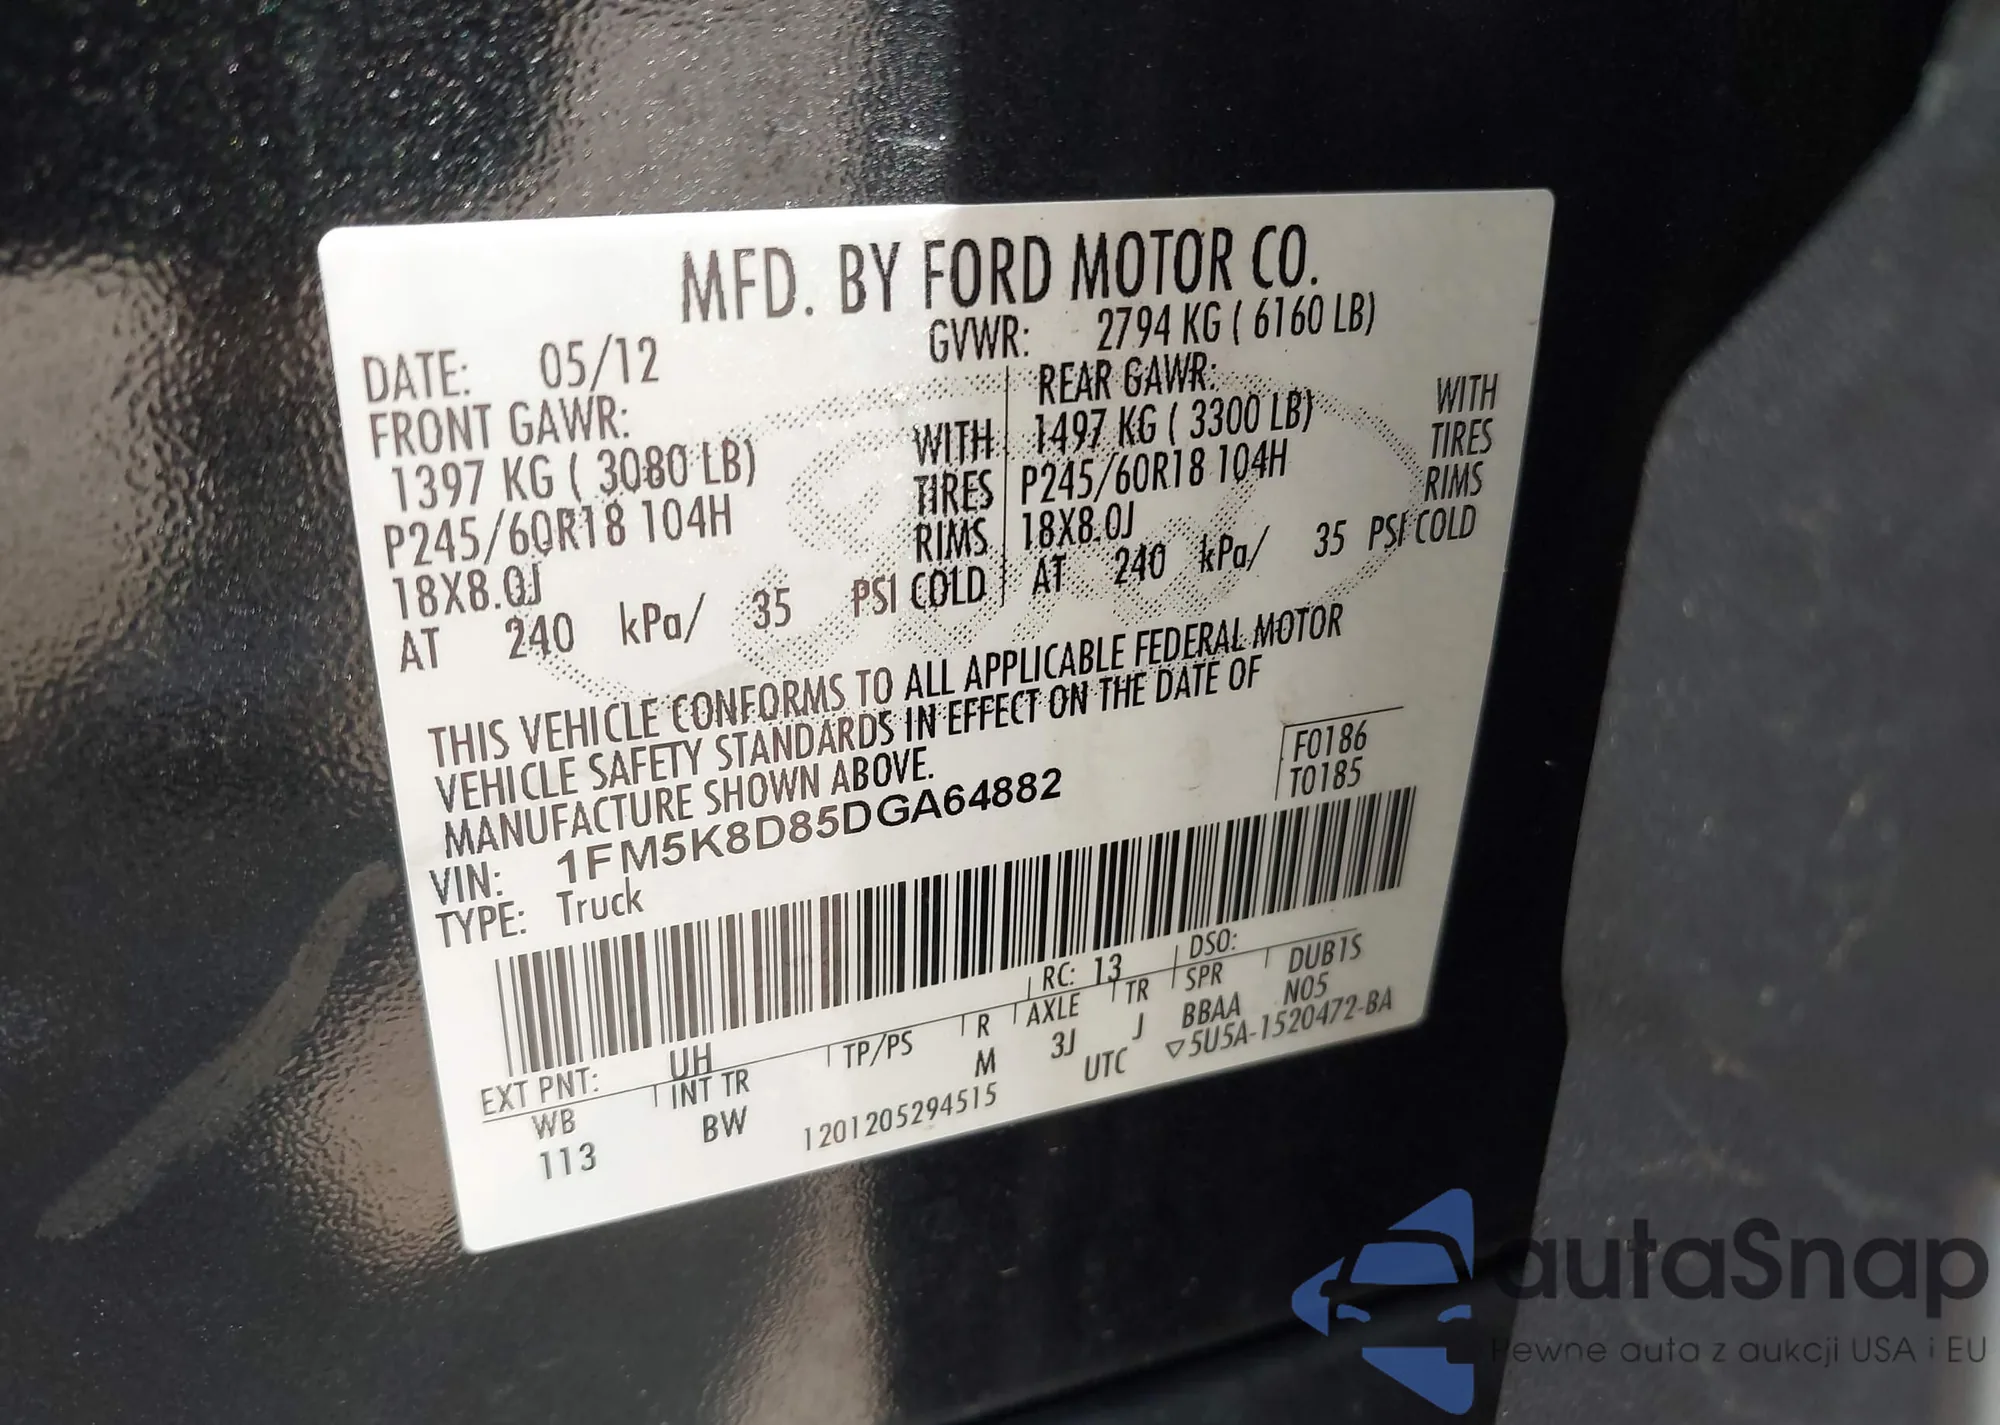 MFD. BY FORD MOTOR CO.
DATE: 05/12
GVWR: 2794 KG ( 6160 LB)
FRONT GAWR:
1397 KG ( 3080 LB)
WITH
P245/60R18 104H
TIRES
18X8.0J
RIMS
AT 240 kPa/ 35 PSI COLD
REAR GAWR:
1497 KG ( 3300 LB)
WITH
P245/60R18 104H
TIRES
18X8.0J
RIMS
AT 240 kPa/ 35 PSI COLD
THIS VEHICLE CONFORMS TO ALL APPLICABLE FEDERAL MOTOR
VEHICLE SAFETY STANDARDS IN EFFECT ON THE DATE OF
MANUFACTURE SHOWN ABOVE.
F0186
T0185
VIN: 1FM5K8D85DGA64882
TYPE: Truck
EXT PNT: UH
RC: 13
DSO:
WB
INT TR
TP/PS
R
AXLE
TR
SPR
DUB1S
113
BW
M
3J
J
BBAA
N05
1201205294515
UTC
▽5U5A-1520472-BA
autaSnap
Pewne auta z aukcji USA i EU